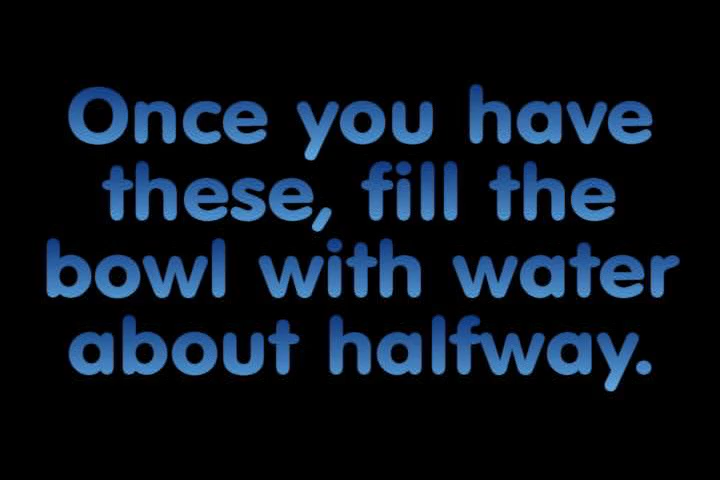 Once you have
these, fill the
bowl with water
about halfway.